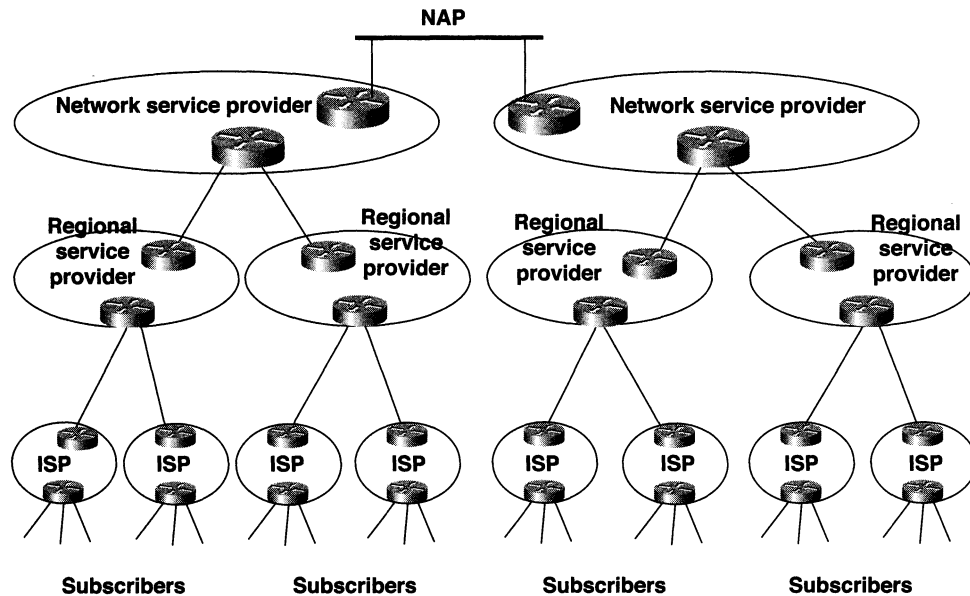 NAP
Network service provider
Network service provider
Regional
service
provider
Regional
service
provider
Regional
service
provider
Regional
service
provider
ISP
ISP
ISP
ISP
ISP
ISP
ISP
ISP
Subscribers
Subscribers
Subscribers
Subscribers